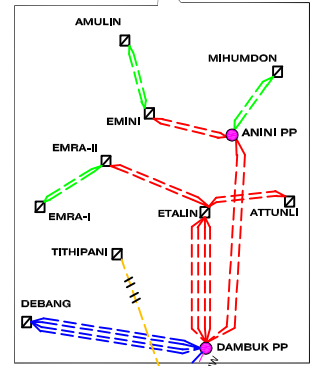 AMULIN
MIHUMDON
EMINI
ANINI PP
EMRA-II
EMRA-I
ETALIN
ATTUNLI
TITHIPANI
DEBANG
DAMBUK PP